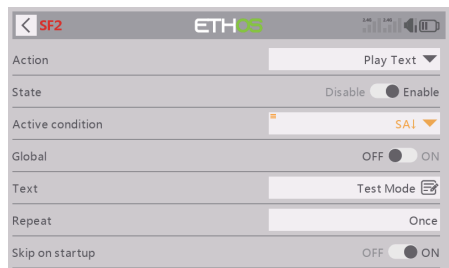 SF2 ETHOS
Action Play Text
State Disable Enable
Active condition SA↓
Global OFF ON
Text Test Mode
Repeat Once
Skip on startup OFF ON